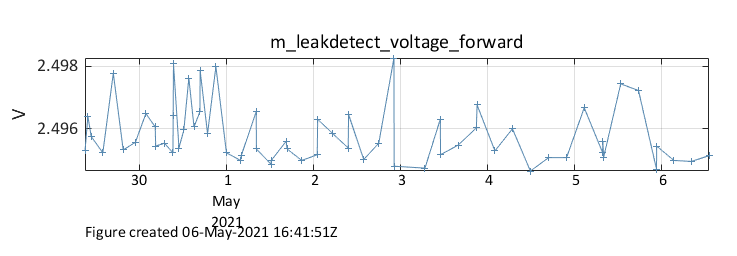 m_leakdetect_voltage_forward
2.498
V
2.496
30 1 2 3 4 5 6
May
2021
Figure created 06-May-2021 16:41:51Z